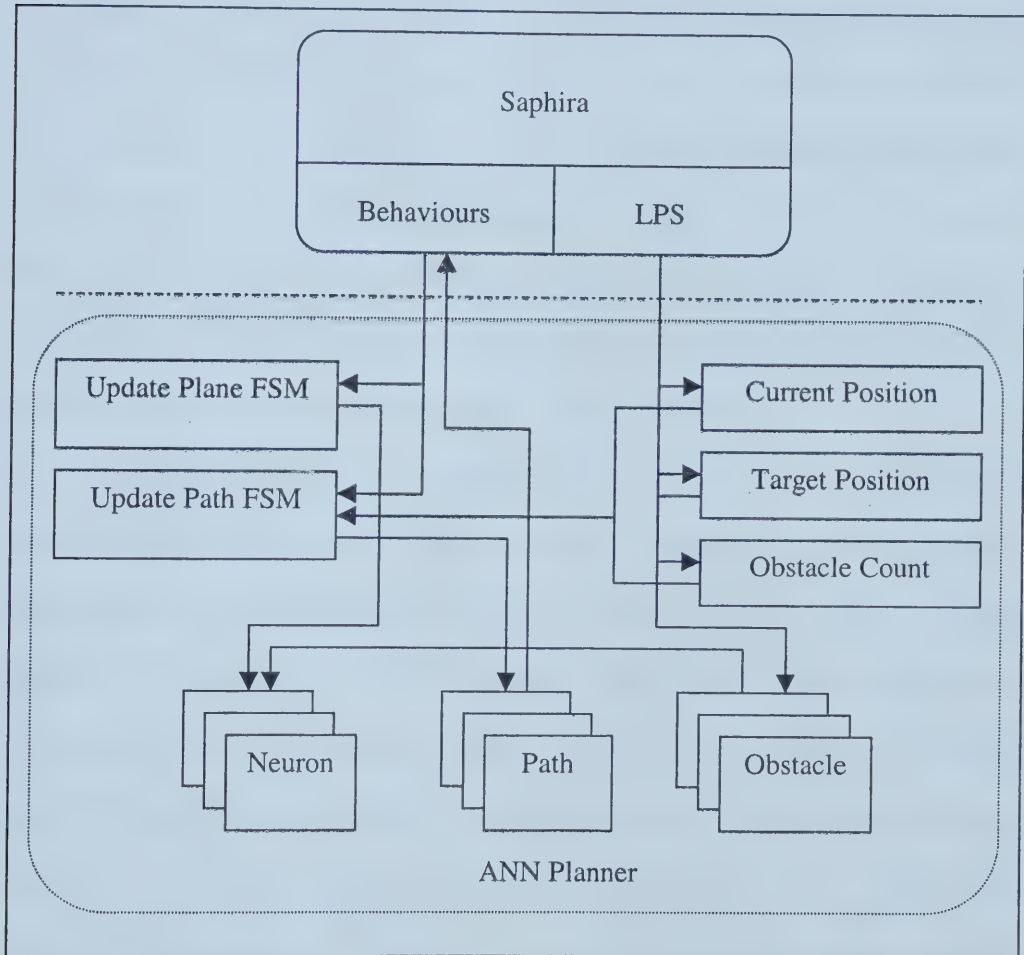 Saphira
Behaviours
LPS
Update Plane FSM
Current Position
Target Position
Update Path FSM
Obstacle Count
Neuron
Path
Obstacle
ANN Planner